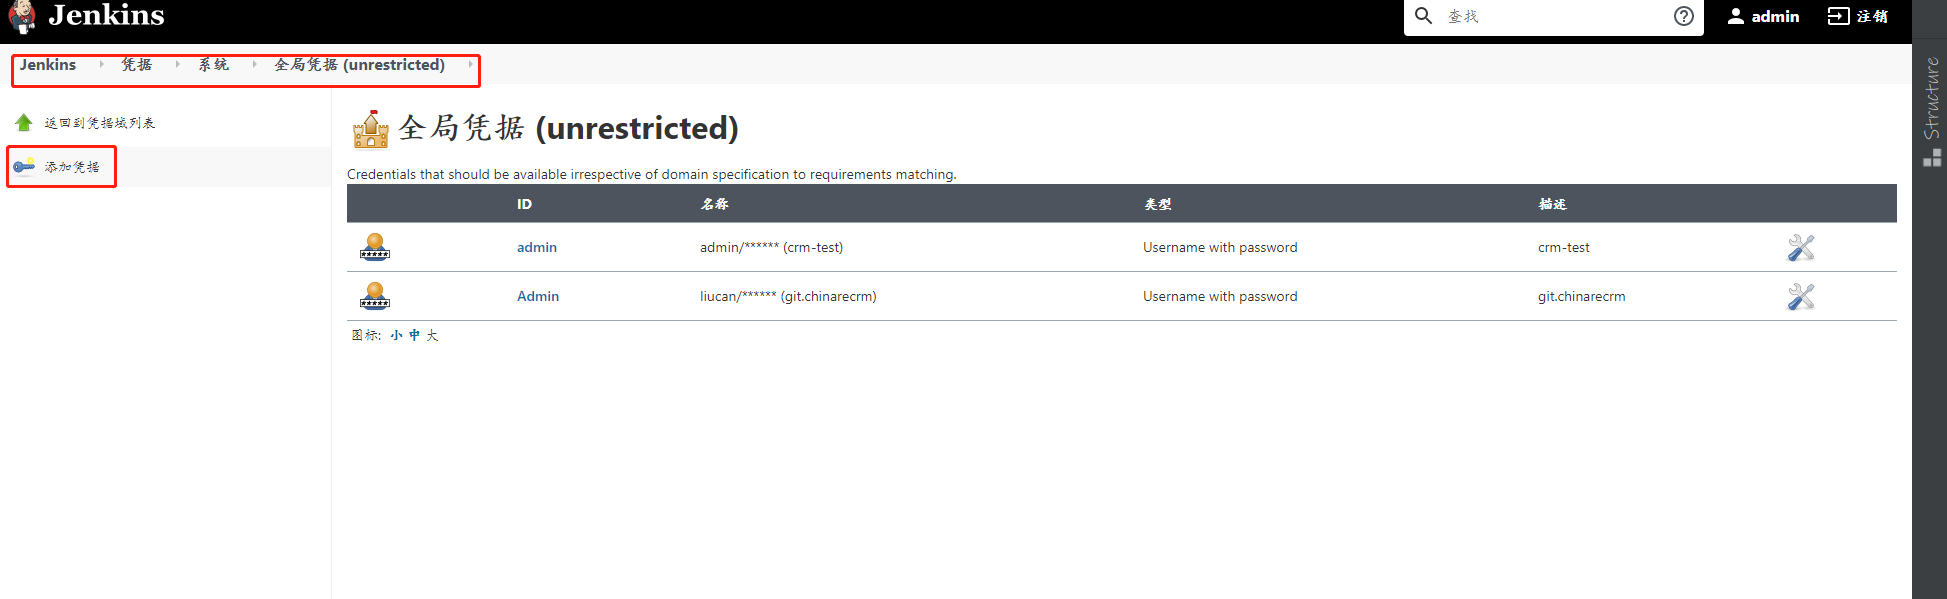 Jenkins
查找
admin
注销
Jenkins 凭据 系统 全局凭据 (unrestricted)
返回到凭据域列表
添加凭据
全局凭据 (unrestricted)
Credentials that should be available irrespective of domain specification to requirements matching.
ID 名称 类型 描述
admin admin/****** (crm-test) Username with password crm-test
Admin liucan/****** (git.chinarecrm) Username with password git.chinarecrm
图标: 小 中 大
Structure